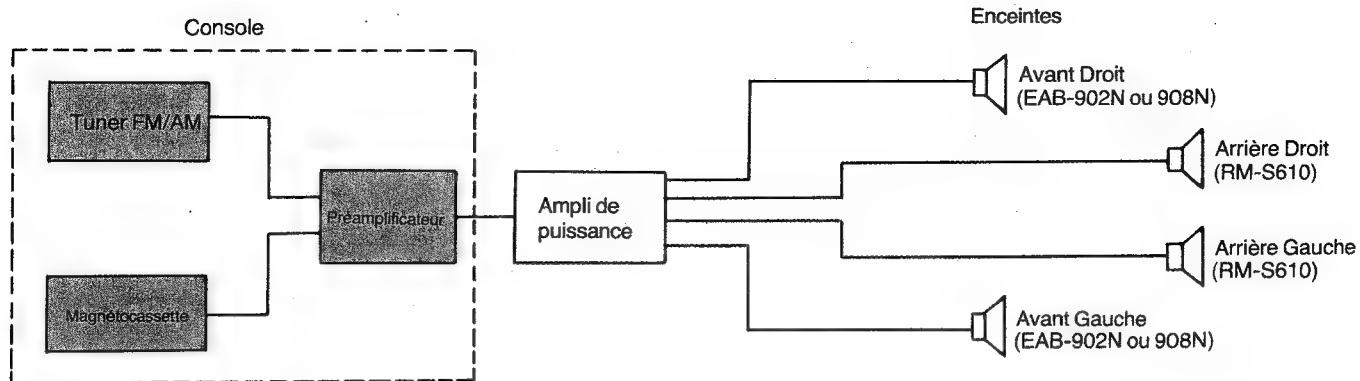 Console
Enceintes
Tuner FM/AM
Magnétocassette
Préamplificateur
Ampli de
puissance
Avant Droit
(EAB-902N ou 908N)
Arrière Droit
(RM-S610)
Arrière Gauche
(RM-S610)
Avant Gauche
(EAB-902N ou 908N)